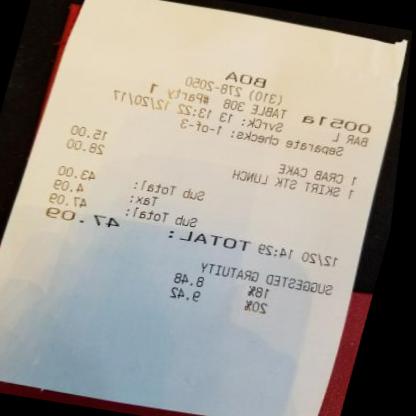 BOA
(310) 278-2050
0051a TABLE 308 #Party 1
BAR L SvrCk: 13 13:22 12/20/17
Separate checks: 1-of-3
1 CRAB CAKE 15.00
1 SKIRT STK LUNCH 28.00
Sub Total: 43.00
Tax: 4.09
Sub Total: 47.09
12/20 14:29 TOTAL: 47.09
SUGGESTED GRATUITY
18% 8.48
20% 9.42